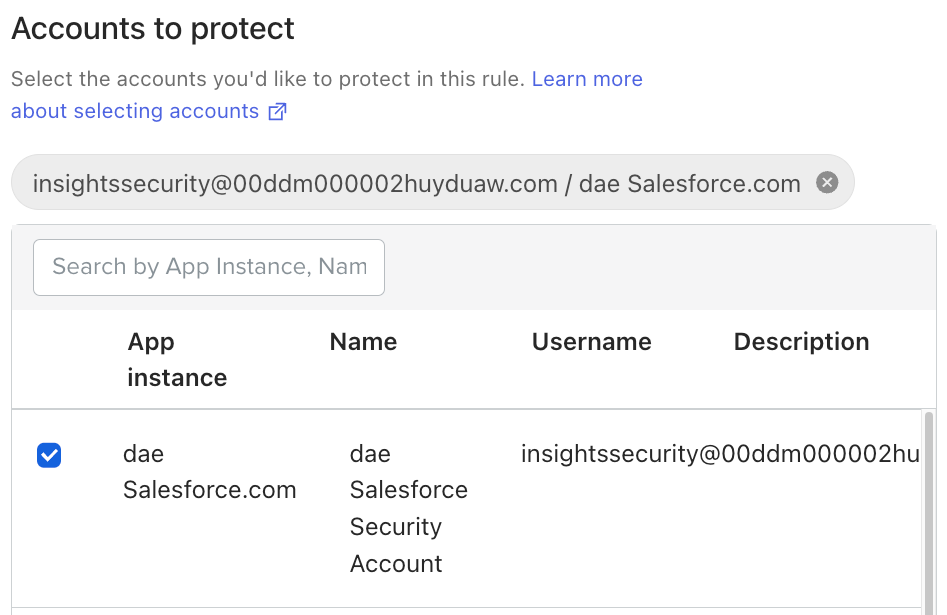 Accounts to protect
Select the accounts you'd like to protect in this rule. Learn more
about selecting accounts
insightssecurity@00ddm000002huyduaw.com / dae Salesforce.com
Search by App Instance, Nam
App instance
Name
Username
Description
dae Salesforce.com
dae Salesforce Security Account
insightssecurity@00ddm000002hu